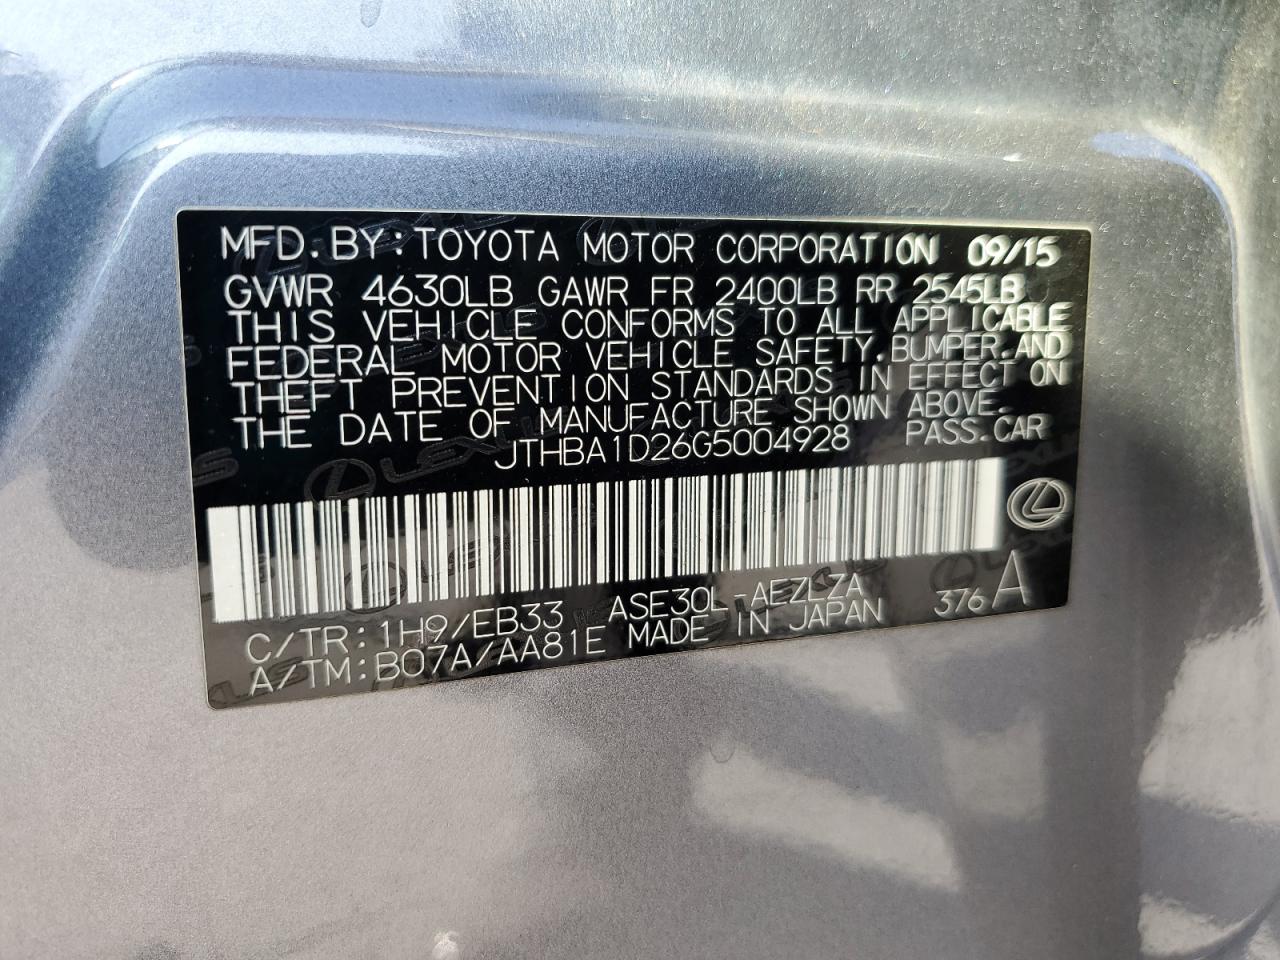 MFD.BY:TOYOTA MOTOR CORPORATION 09/15
GVWR 4630LB GAWR FR 2400LB RR 2545LB
THIS VEHICLE CONFORMS TO ALL APPLICABLE
FEDERAL MOTOR VEHICLE SAFETY.BUMPER.AND
THEFT PREVENTION STANDARDS IN EFFECT ON
THE DATE OF MANUFACTURE SHOWN ABOVE.
JTHBA1D26G5004928 PASS.CAR
C/TR:1H9/EB33 ASE30L-AEZLZA 376A
A/TM:B07A/AA81E MADE IN JAPAN